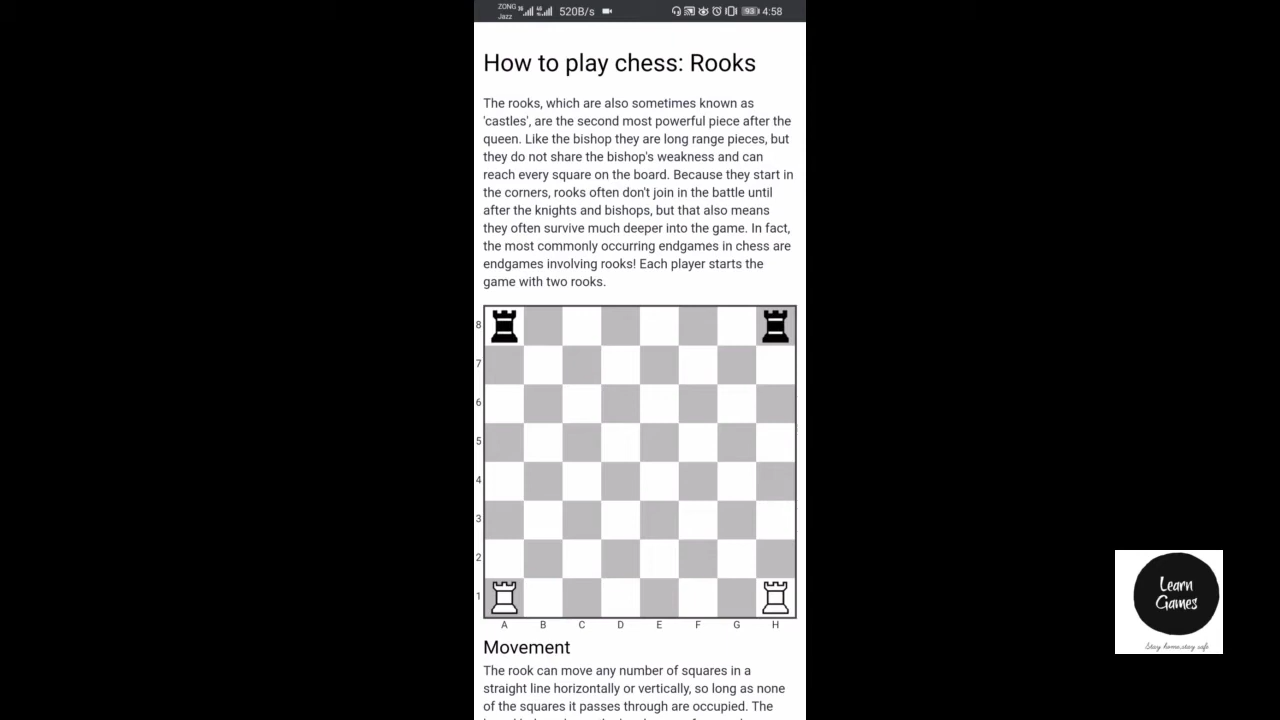 ZONG 3G 4G 520B/s 93 4:58
Jazz
How to play chess: Rooks
The rooks, which are also sometimes known as
'castles', are the second most powerful piece after the
queen. Like the bishop they are long range pieces, but
they do not share the bishop's weakness and can
reach every square on the board. Because they start in
the corners, rooks often don't join in the battle until
after the knights and bishops, but that also means
they often survive much deeper into the game. In fact,
the most commonly occurring endgames in chess are
endgames involving rooks! Each player starts the
game with two rooks.
8
7
6
5
4
3
2
1
A B C D E F G H
Movement
The rook can move any number of squares in a
straight line horizontally or vertically, so long as none
of the squares it passes through are occupied. The
Learn
Games
Stay home,stay safe